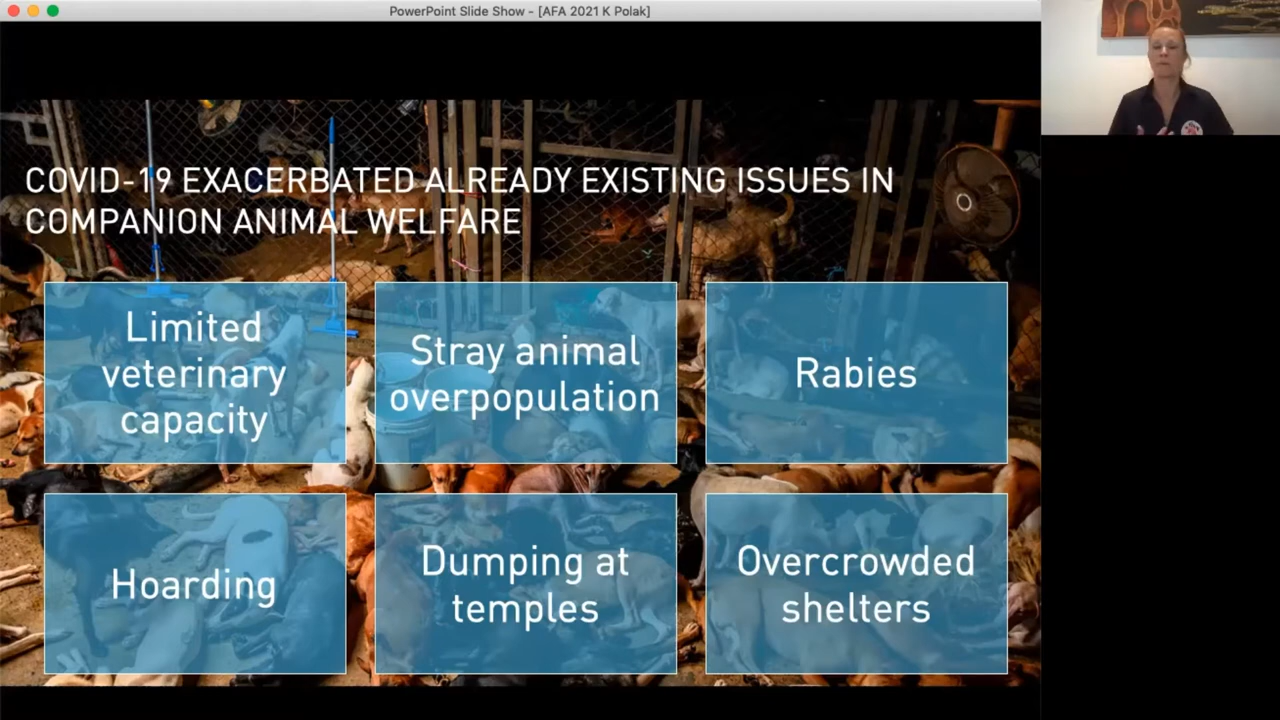 PowerPoint Slide Show - [AFA 2021 K Polak]
COVID-19 EXACERBATED ALREADY EXISTING ISSUES IN
COMPANION ANIMAL WELFARE
Limited
veterinary
capacity
Stray animal
overpopulation
Rabies
Hoarding
Dumping at
temples
Overcrowded
shelters